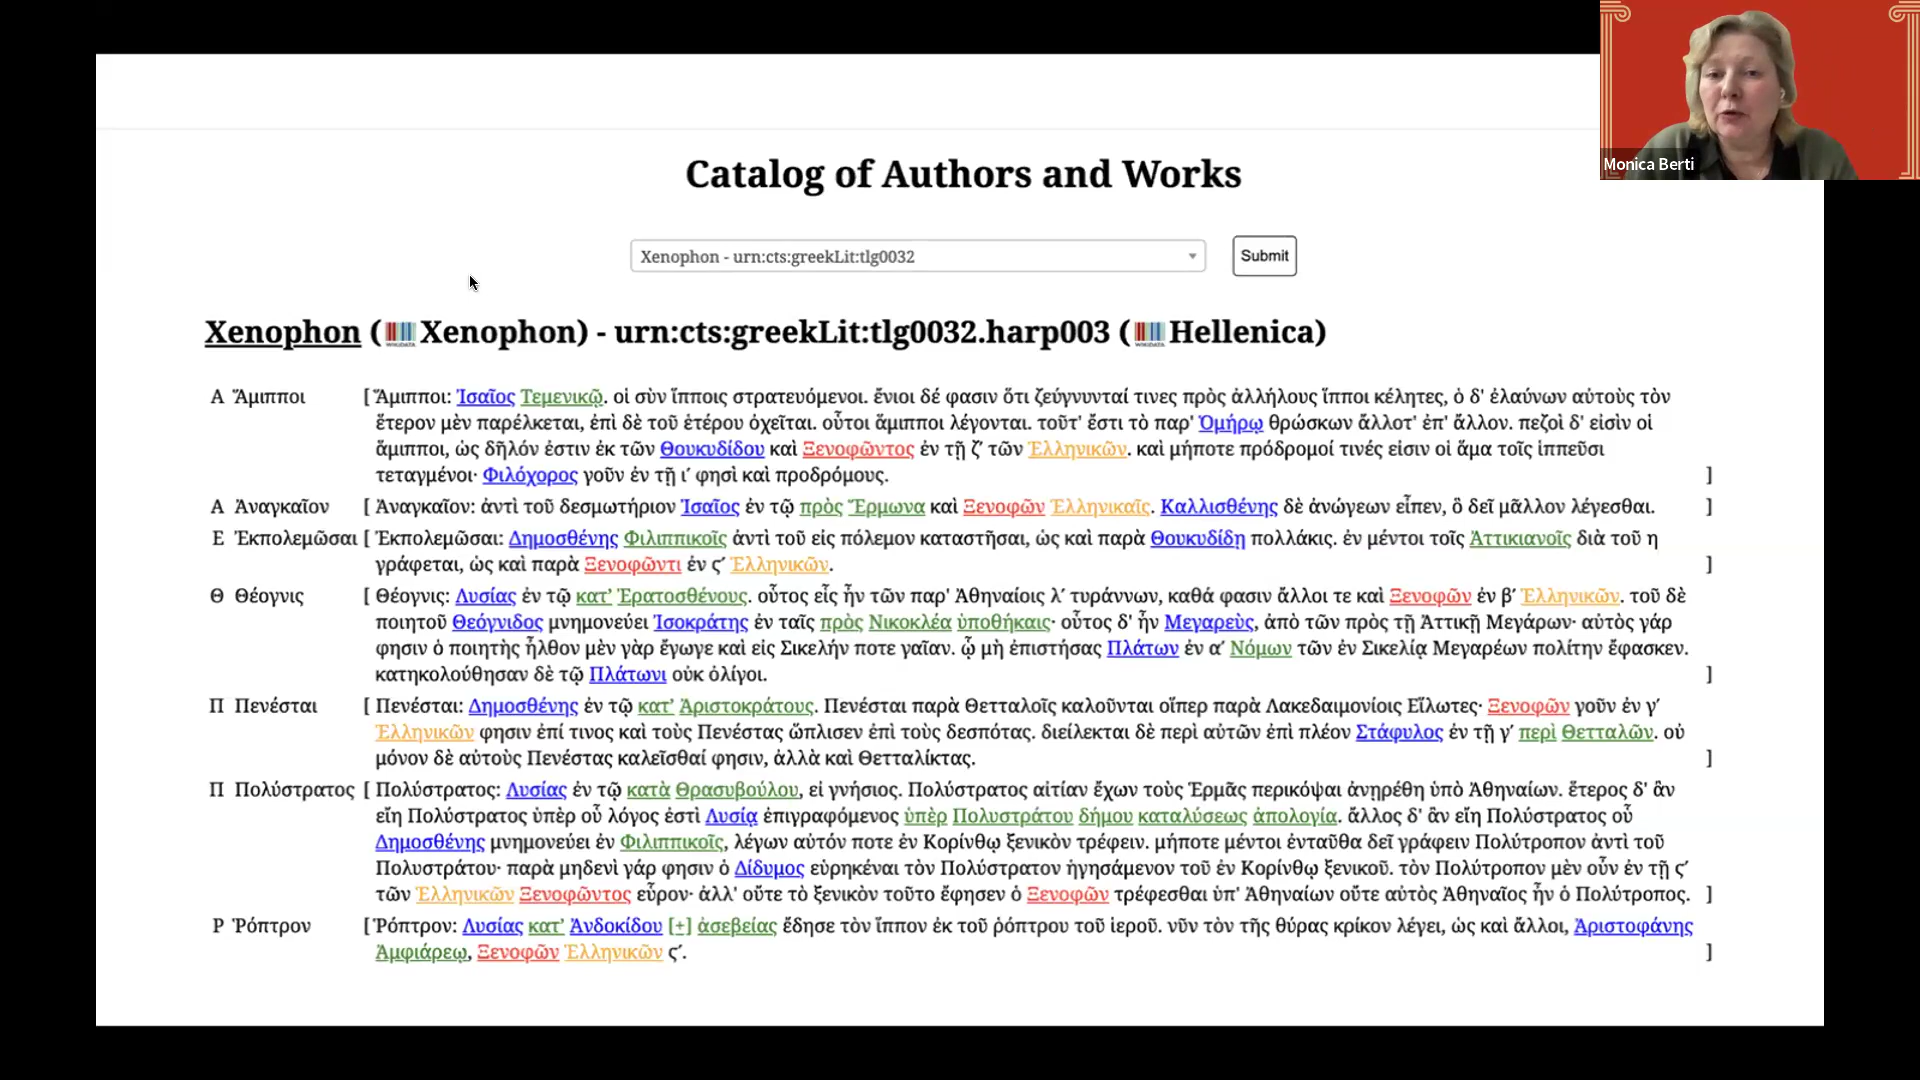 Monica Berti
Catalog of Authors and Works
Xenophon - urn:cts:greekLit:tlg0032
Submit
Xenophon (Xenophon) - urn:cts:greekLit:tlg0032.harp003 (Hellenica)
Α Ἅμιπποι [ Ἅμιπποι: Ἰσαῖος Τεμενικῷ. οἱ σὺν ἵπποις στρατευόμενοι. ἔνιοι δέ φασιν ὅτι ζεύγνυνταί τινες πρὸς ἀλλήλους ἵπποι κέλητες, ὁ δ' ἐλαύνων αὐτοὺς τὸν
ἕτερον μὲν παρέλκεται, ἐπὶ δὲ τοῦ ἑτέρου ὀχεῖται. οὗτοι ἅμιπποι λέγονται. τοῦτ' ἔστι τὸ παρ' Ὁμήρῳ θρώσκων ἄλλοτ' ἐπ' ἄλλον. πεζοὶ δ' εἰσὶν οἱ
ἅμιπποι, ὡς δῆλόν ἐστιν ἐκ τῶν Θουκυδίδου καὶ Ξενοφῶντος ἐν τῇ ζ′ τῶν Ἑλληνικῶν. καὶ μήποτε πρόδρομοί τινές εἰσιν οἱ ἅμα τοῖς ἱππεῦσι
τεταγμένοι· Φιλόχορος γοῦν ἐν τῇ ι′ φησὶ καὶ προδρόμους. ]
Α Ἀναγκαῖον [ Ἀναγκαῖον: ἀντὶ τοῦ δεσμωτήριον Ἰσαῖος ἐν τῷ πρὸς Ἕρμωνα καὶ Ξενοφῶν Ἑλληνικαῖς. Καλλισθένης δὲ ἀνώγεων εἶπεν, ὃ δεῖ μᾶλλον λέγεσθαι. ]
Ε Ἐκπολεμῶσαι [ Ἐκπολεμῶσαι: Δημοσθένης Φιλιππικοῖς ἀντὶ τοῦ εἰς πόλεμον καταστῆσαι, ὡς καὶ παρὰ Θουκυδίδῃ πολλάκις. ἐν μέντοι τοῖς Ἀττικιανοῖς διὰ τοῦ η
γράφεται, ὡς καὶ παρὰ Ξενοφῶντι ἐν ϛ′ Ἑλληνικῶν. ]
Θ Θέογνις [ Θέογνις: Λυσίας ἐν τῷ κατ’ Ἐρατοσθένους. οὗτος εἷς ἦν τῶν παρ' Ἀθηναίοις λ′ τυράννων, καθά φασιν ἄλλοι τε καὶ Ξενοφῶν ἐν β′ Ἑλληνικῶν. τοῦ δὲ
ποιητοῦ Θεόγνιδος μνημονεύει Ἰσοκράτης ἐν ταῖς πρὸς Νικοκλέα ὑποθήκαις· οὗτος δ' ἦν Μεγαρεὺς, ἀπὸ τῶν πρὸς τῇ Ἀττικῇ Μεγάρων· αὐτὸς γάρ
φησιν ὁ ποιητὴς ἦλθον μὲν γὰρ ἔγωγε καὶ εἰς Σικελήν ποτε γαῖαν. ᾧ μὴ ἐπιστήσας Πλάτων ἐν α′ Νόμων τῶν ἐν Σικελίᾳ Μεγαρέων πολίτην ἔφασκεν.
κατηκολούθησαν δὲ τῷ Πλάτωνι οὐκ ὀλίγοι. ]
Π Πενέσται [ Πενέσται: Δημοσθένης ἐν τῷ κατ’ Ἀριστοκράτους. Πενέσται παρὰ Θετταλοῖς καλοῦνται οἵπερ παρὰ Λακεδαιμονίοις Εἵλωτες· Ξενοφῶν γοῦν ἐν γ′
Ἑλληνικῶν φησιν ἐπί τινος καὶ τοὺς Πενέστας ὥπλισεν ἐπὶ τοὺς δεσπότας. διείλεκται δὲ περὶ αὐτῶν ἐπὶ πλέον Στάφυλος ἐν τῇ γ′ περὶ Θετταλῶν. οὐ
μόνον δὲ αὐτοὺς Πενέστας καλεῖσθαί φησιν, ἀλλὰ καὶ Θετταλίκτας. ]
Π Πολύστρατος [ Πολύστρατος: Λυσίας ἐν τῷ κατὰ Θρασυβούλου, εἰ γνήσιος. Πολύστρατος αἰτίαν ἔχων τοὺς Ἑρμᾶς περικόψαι ἀνῃρέθη ὑπὸ Ἀθηναίων. ἕτερος δ' ἂν
εἴη Πολύστρατος ὑπὲρ οὗ λόγος ἐστὶ Λυσίᾳ ἐπιγραφόμενος ὑπὲρ Πολυστράτου δήμου καταλύσεως ἀπολογία. ἄλλος δ' ἂν εἴη Πολύστρατος οὗ
Δημοσθένης μνημονεύει ἐν Φιλιππικοῖς, λέγων αὐτόν ποτε ἐν Κορίνθῳ ξενικὸν τρέφειν. μήποτε μέντοι ἐνταῦθα δεῖ γράφειν Πολύτροπον ἀντὶ τοῦ
Πολυστράτου· παρὰ μηδενὶ γάρ φησιν ὁ Δίδυμος εὑρηκέναι τὸν Πολύστρατον ἡγησάμενον τοῦ ἐν Κορίνθῳ ξενικοῦ. τὸν Πολύτροπον μὲν οὖν ἐν τῇ ϛ′
τῶν Ἑλληνικῶν Ξενοφῶντος εὗρον· ἀλλ' οὔτε τὸ ξενικὸν τοῦτο ἔφησεν ὁ Ξενοφῶν τρέφεσθαι ὑπ' Ἀθηναίων οὔτε αὐτὸς Ἀθηναῖος ἦν ὁ Πολύτροπος. ]
Ρ Ῥόπτρον [ Ῥόπτρον: Λυσίας κατ’ Ἀνδοκίδου [+] ἀσεβείας ἔδησε τὸν ἵππον ἐκ τοῦ ῥόπτρου τοῦ ἱεροῦ. νῦν τὸν τῆς θύρας κρίκον λέγει, ὡς καὶ ἄλλοι, Ἀριστοφάνης
Ἀμφιάρεῳ, Ξενοφῶν Ἑλληνικῶν ϛ′. ]